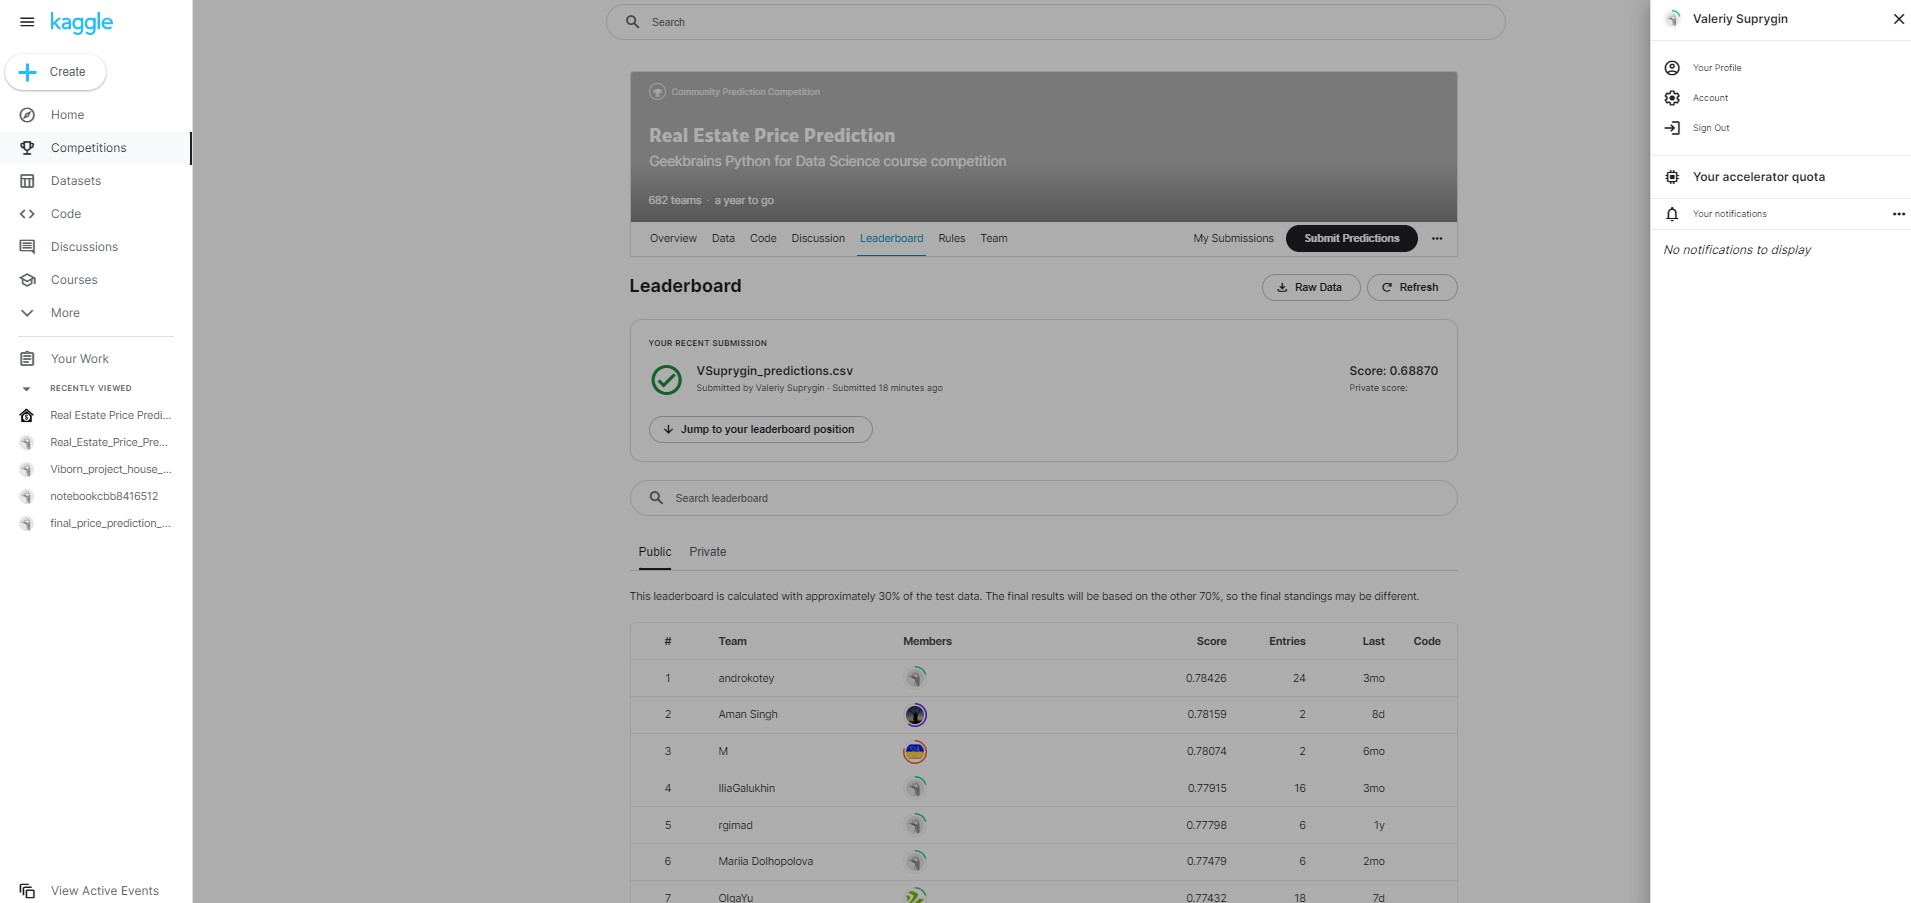 kaggle
Create
Home
Competitions
Datasets
Code
Discussions
Courses
More
Your Work
RECENTLY VIEWED
Real Estate Price Predi...
Real_Estate_Price_Pre...
Viborn_project_house_...
notebookcbb8416512
final_price_prediction_...
View Active Events
Search
Community Prediction Competition
Real Estate Price Prediction
Geekbrains Python for Data Science course competition
682 teams · a year to go
Overview Data Code Discussion Leaderboard Rules Team My Submissions Submit Predictions
Leaderboard Raw Data Refresh
YOUR RECENT SUBMISSION
VSuprygin_predictions.csv Score: 0.68870
Submitted by Valeriy Suprygin · Submitted 18 minutes ago Private score:
Jump to your leaderboard position
Search leaderboard
Public Private
This leaderboard is calculated with approximately 30% of the test data. The final results will be based on the other 70%, so the final standings may be different.
# Team Members Score Entries Last Code
1 androkotey 0.78426 24 3mo
2 Aman Singh 0.78159 2 8d
3 M 0.78074 2 6mo
4 IliaGalukhin 0.77915 16 3mo
5 rgimad 0.77798 6 1y
6 Mariia Dolhopolova 0.77479 6 2mo
7 OlgaYu 0.77432 18 7d
Valeriy Suprygin
Your Profile
Account
Sign Out
Your accelerator quota
Your notifications
No notifications to display